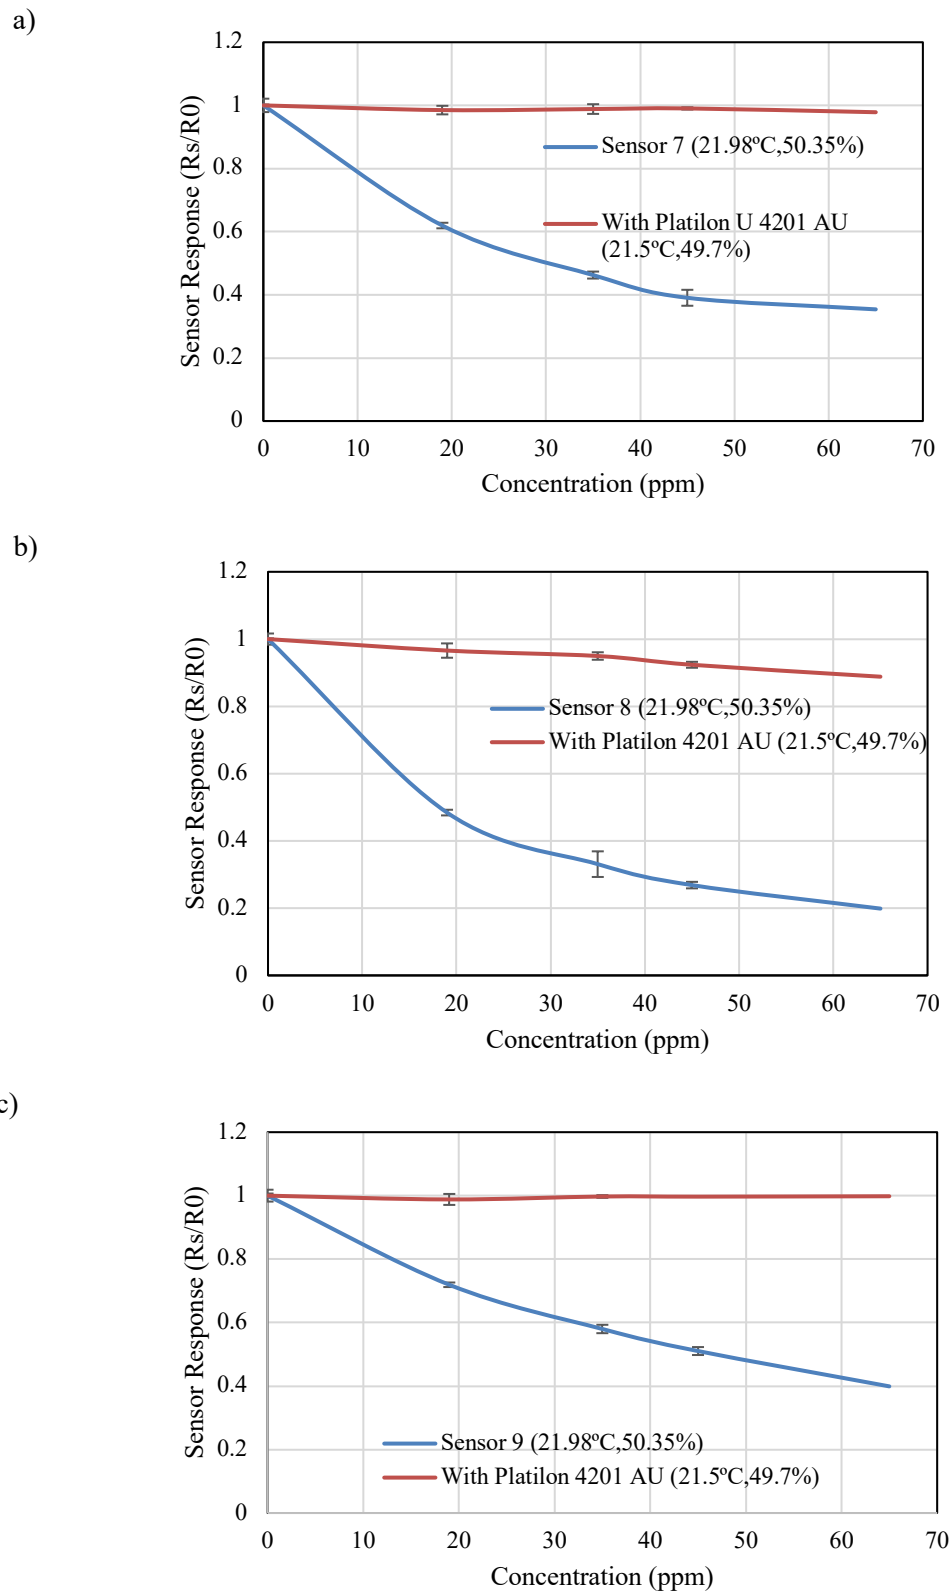 a)
1.2
1
0.8
0.6
0.4
0.2
0
Sensor Response (Rs/R0)
Sensor 7 (21.98ºC,50.35%)
With Platilon U 4201 AU
(21.5ºC,49.7%)
0 10 20 30 40 50 60 70
Concentration (ppm)
b)
1.2
1
0.8
0.6
0.4
0.2
0
Sensor Response (Rs/R0)
Sensor 8 (21.98ºC,50.35%)
With Platilon 4201 AU (21.5ºC,49.7%)
0 10 20 30 40 50 60 70
Concentration (ppm)
c)
1.2
1
0.8
0.6
0.4
0.2
0
Sensor Response (Rs/R0)
Sensor 9 (21.98ºC,50.35%)
With Platilon 4201 AU (21.5ºC,49.7%)
0 10 20 30 40 50 60 70
Concentration (ppm)